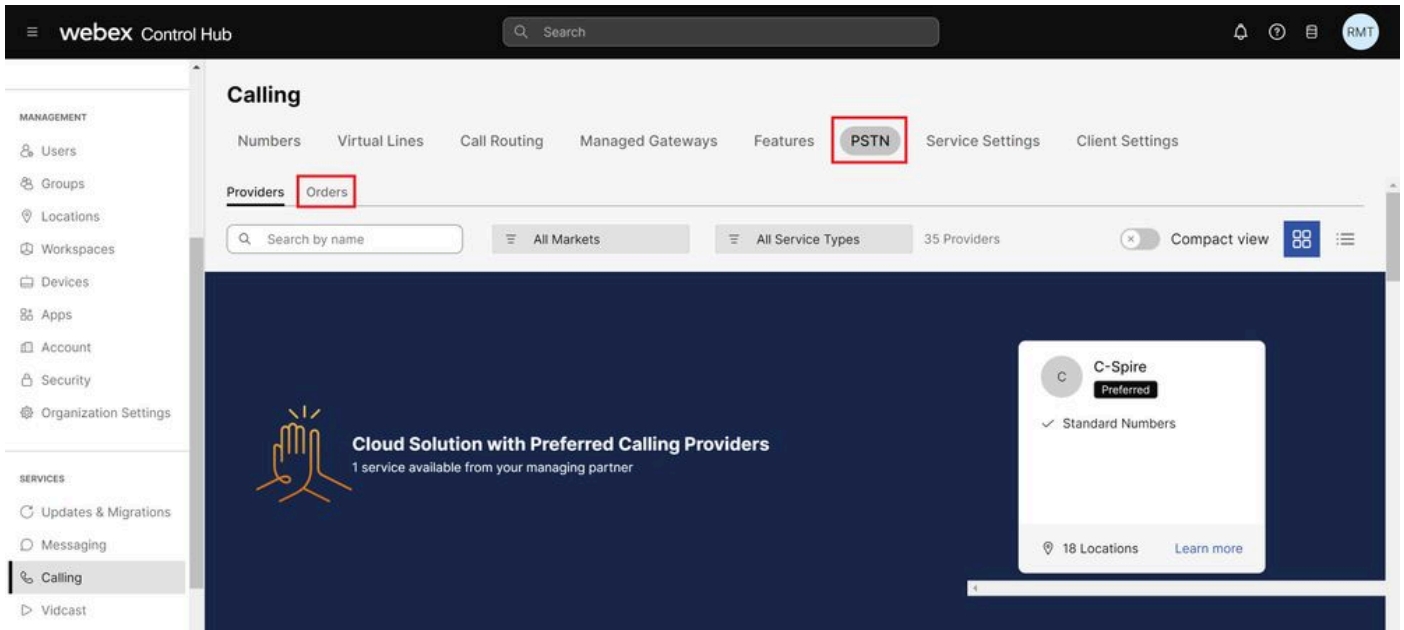 webex Control Hub
Search
RMT
MANAGEMENT
Users
Groups
Locations
Workspaces
Devices
Apps
Account
Security
Organization Settings
SERVICES
Updates & Migrations
Messaging
Calling
Vidcast
Calling
Numbers Virtual Lines Call Routing Managed Gateways Features PSTN Service Settings Client Settings
Providers Orders
Search by name All Markets All Service Types 35 Providers Compact view
Cloud Solution with Preferred Calling Providers
1 service available from your managing partner
C
C-Spire
Preferred
Standard Numbers
18 Locations Learn more